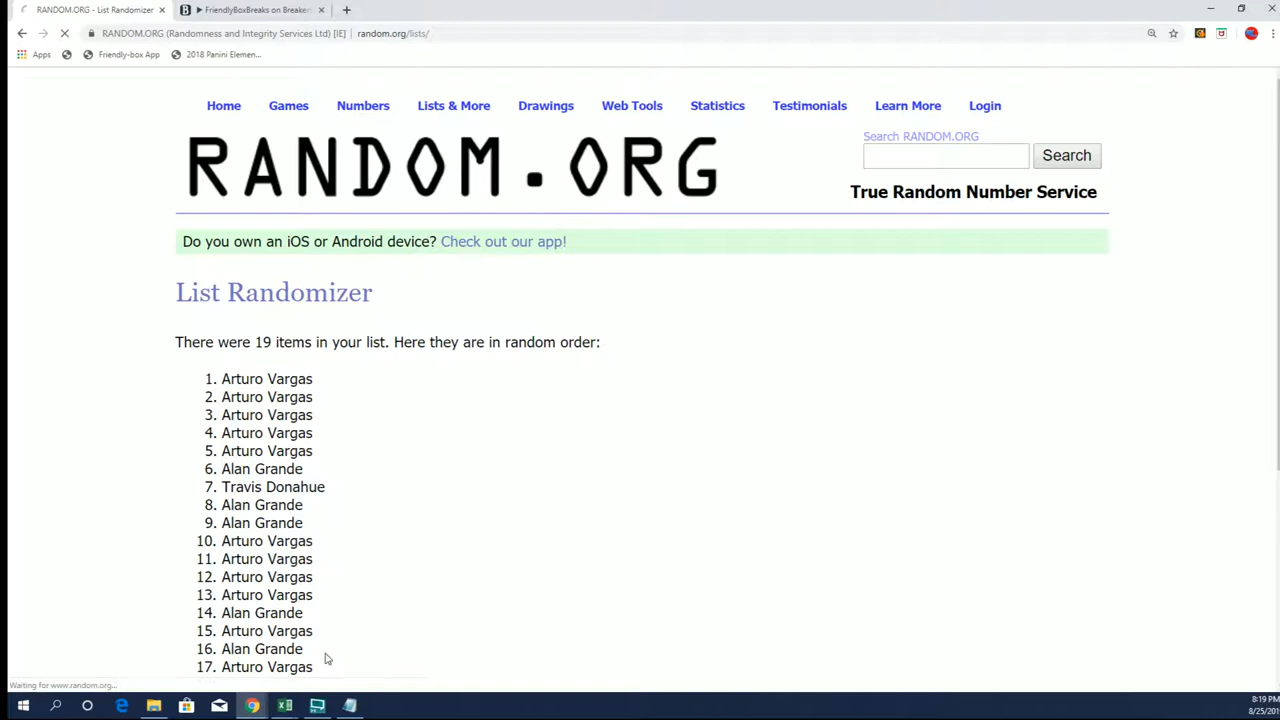 RANDOM.ORG - List Randomizer
FriendlyBoxBreaks on Breakers
RANDOM.ORG (Randomness and Integrity Services Ltd) [IE] | random.org/lists/
Apps
Friendly-box App
2018 Panini Elemen...
Home Games Numbers Lists & More Drawings Web Tools Statistics Testimonials Learn More Login
RANDOM.ORG
Search RANDOM.ORG
Search
True Random Number Service
Do you own an iOS or Android device? Check out our app!
List Randomizer
There were 19 items in your list. Here they are in random order:
1. Arturo Vargas
2. Arturo Vargas
3. Arturo Vargas
4. Arturo Vargas
5. Arturo Vargas
6. Alan Grande
7. Travis Donahue
8. Alan Grande
9. Alan Grande
10. Arturo Vargas
11. Arturo Vargas
12. Arturo Vargas
13. Arturo Vargas
14. Alan Grande
15. Arturo Vargas
16. Alan Grande
17. Arturo Vargas
Waiting for www.random.org...
8:19 PM
8/25/201